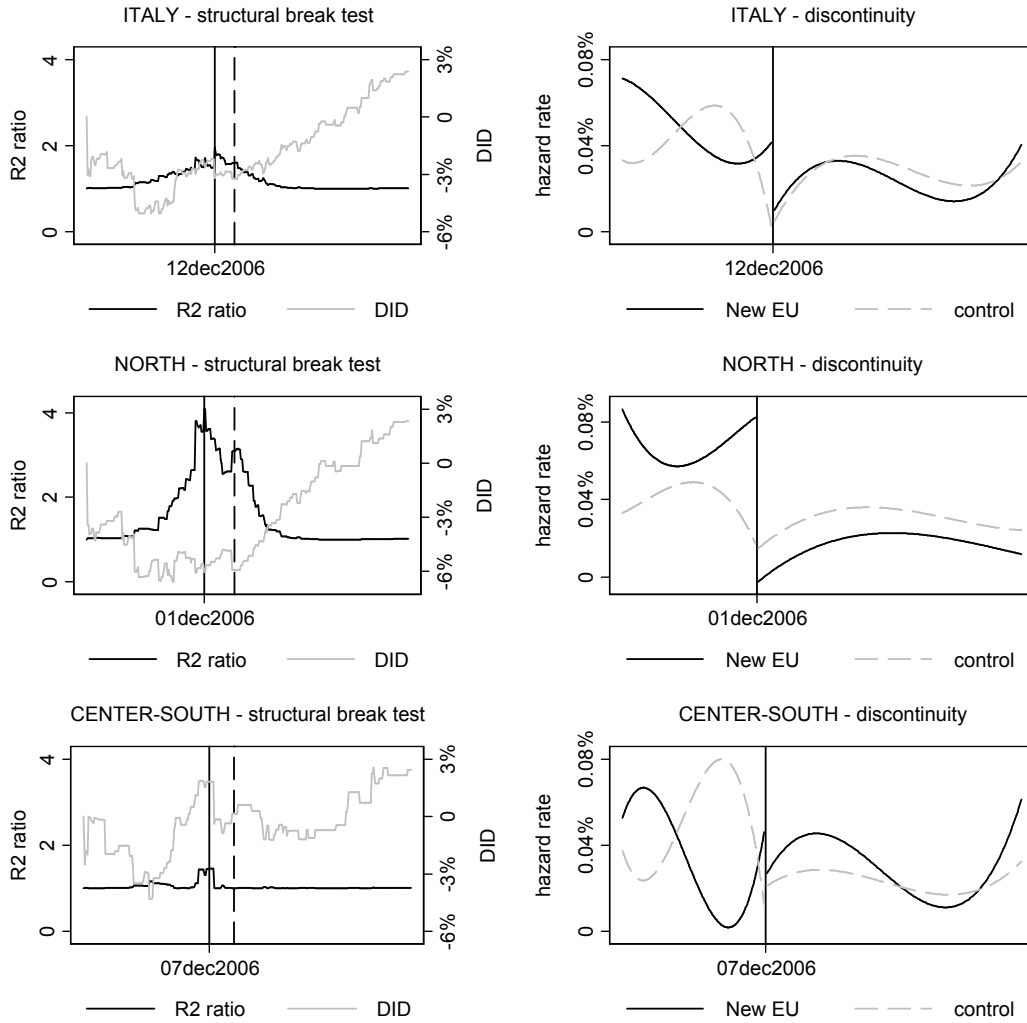 ITALY - structural break test
4
2
0
R2 ratio
3%
0
-3%
-6%
DID
12dec2006
R2 ratio
DID
ITALY - discontinuity
0.08%
0.04%
0
hazard rate
12dec2006
New EU
control
NORTH - structural break test
4
2
0
R2 ratio
3%
0
-3%
-6%
DID
01dec2006
R2 ratio
DID
NORTH - discontinuity
0.08%
0.04%
0
hazard rate
01dec2006
New EU
control
CENTER-SOUTH - structural break test
4
2
0
R2 ratio
3%
0
-3%
-6%
DID
07dec2006
R2 ratio
DID
CENTER-SOUTH - discontinuity
0.08%
0.04%
0
hazard rate
07dec2006
New EU
control